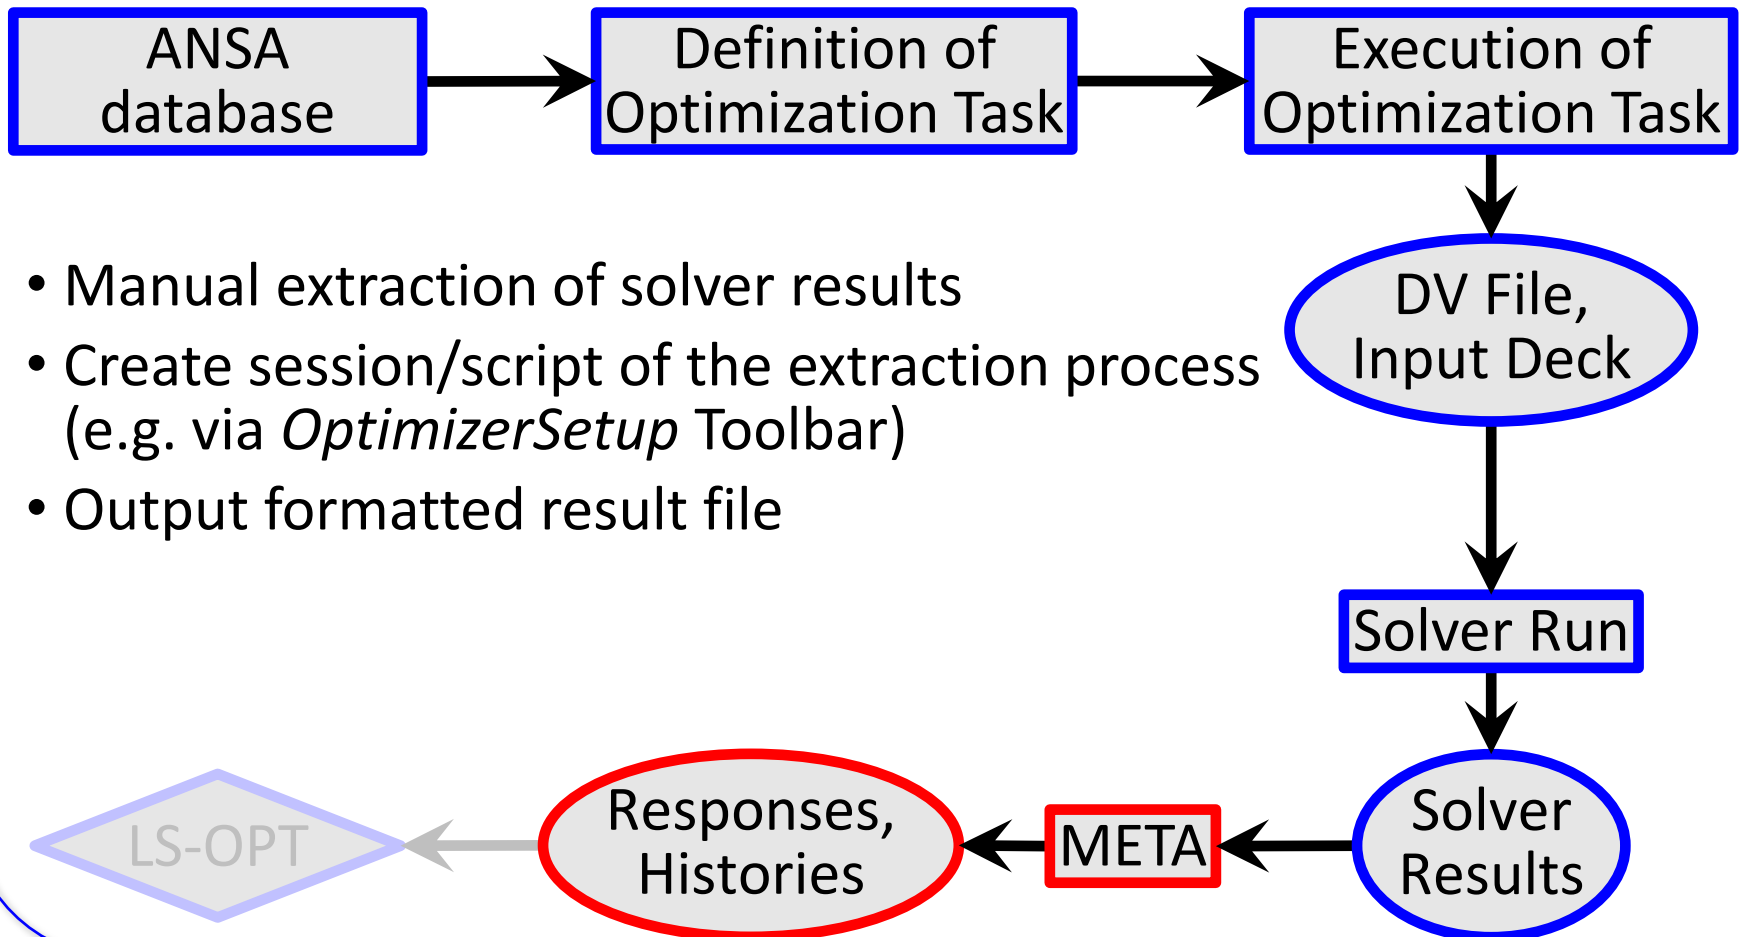 ANSA
database
Definition of
Optimization Task
Execution of
Optimization Task
• Manual extraction of solver results
• Create session/script of the extraction process
(e.g. via OptimizerSetup Toolbar)
• Output formatted result file
DV File,
Input Deck
Solver Run
Solver
Results
META
Responses,
Histories
LS-OPT